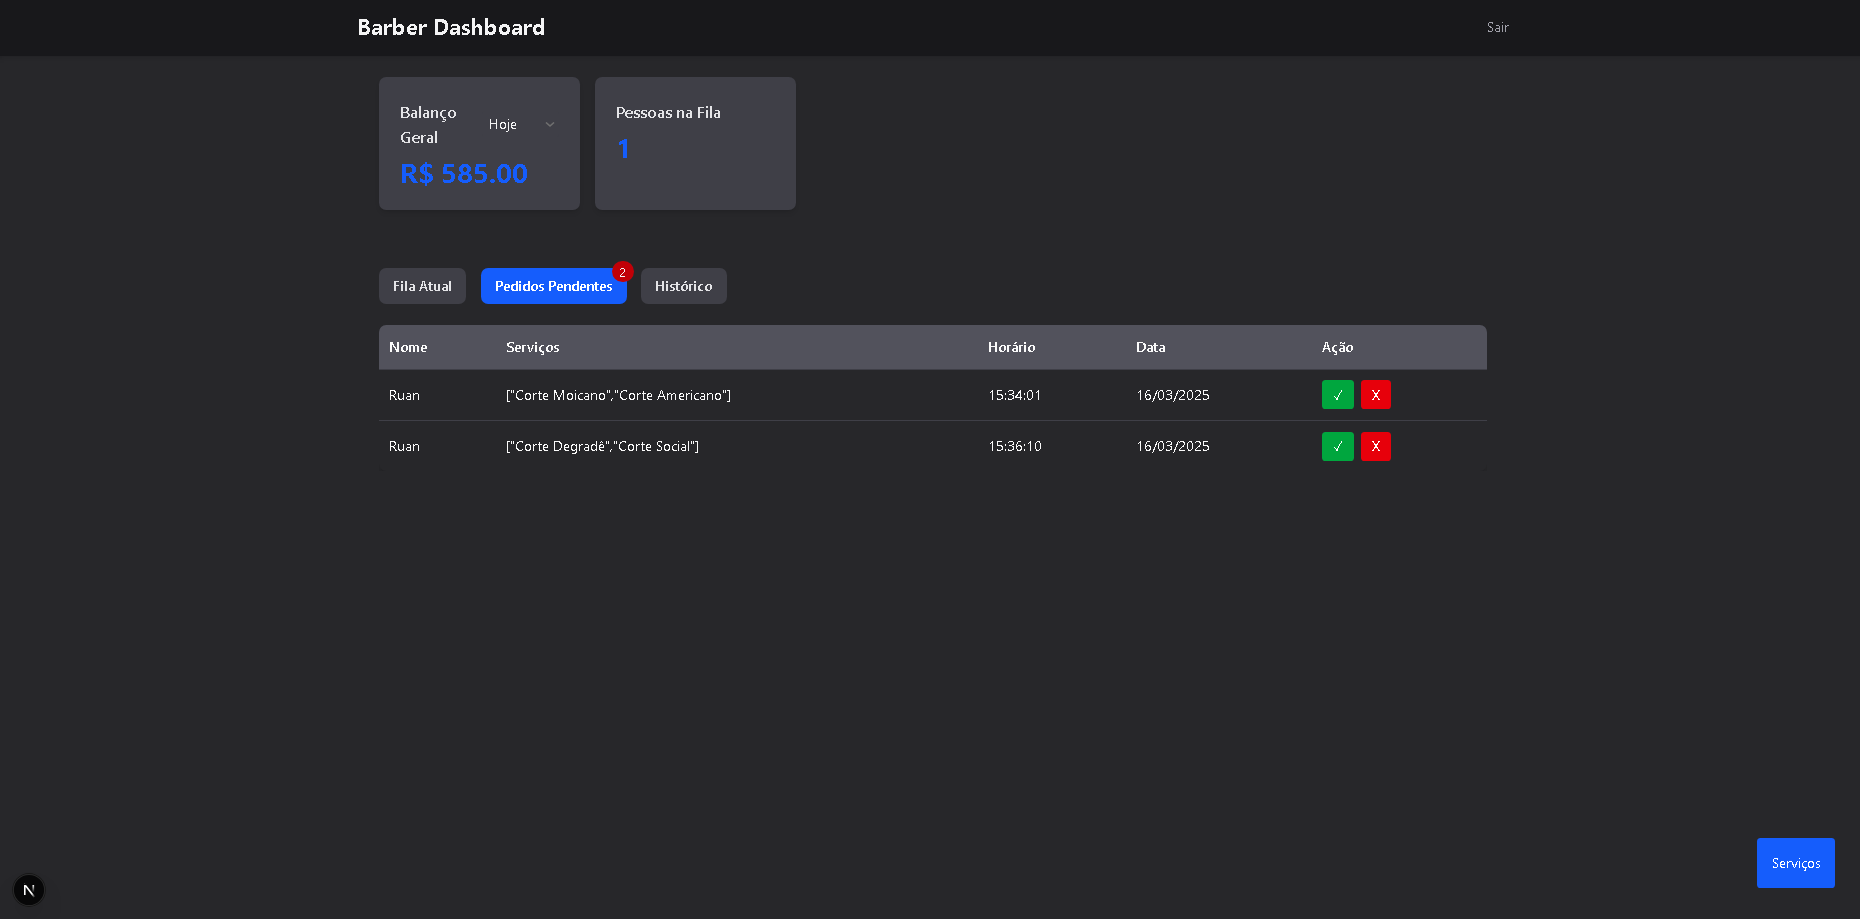 Barber Dashboard
Sair
Balanço
Geral
Hoje
R$ 585.00
Pessoas na Fila
1
Fila Atual
Pedidos Pendentes
2
Histórico
Nome Serviços Horário Data Ação
Ruan ["Corte Moicano","Corte Americano"] 15:34:01 16/03/2025 ✓ X
Ruan ["Corte Degradê","Corte Social"] 15:36:10 16/03/2025 ✓ X
Serviços
N